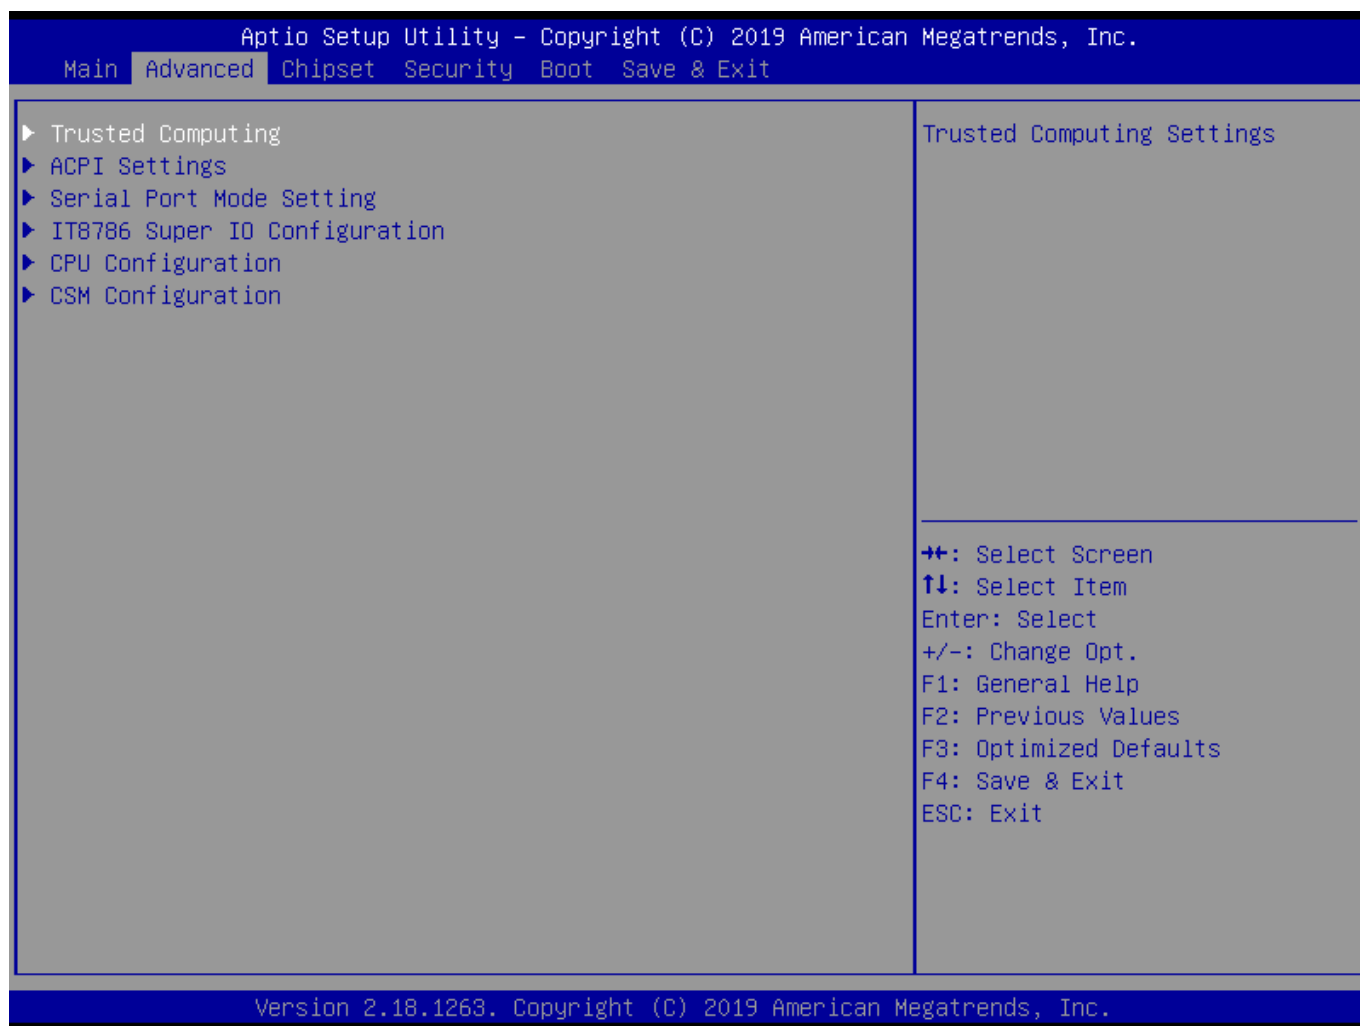 Aptio Setup Utility – Copyright (C) 2019 American Megatrends, Inc.
Main Advanced Chipset Security Boot Save & Exit
▶ Trusted Computing
▶ ACPI Settings
▶ Serial Port Mode Setting
▶ IT8786 Super IO Configuration
▶ CPU Configuration
▶ CSM Configuration
Trusted Computing Settings
→←: Select Screen
↑↓: Select Item
Enter: Select
+/-: Change Opt.
F1: General Help
F2: Previous Values
F3: Optimized Defaults
F4: Save & Exit
ESC: Exit
Version 2.18.1263. Copyright (C) 2019 American Megatrends, Inc.